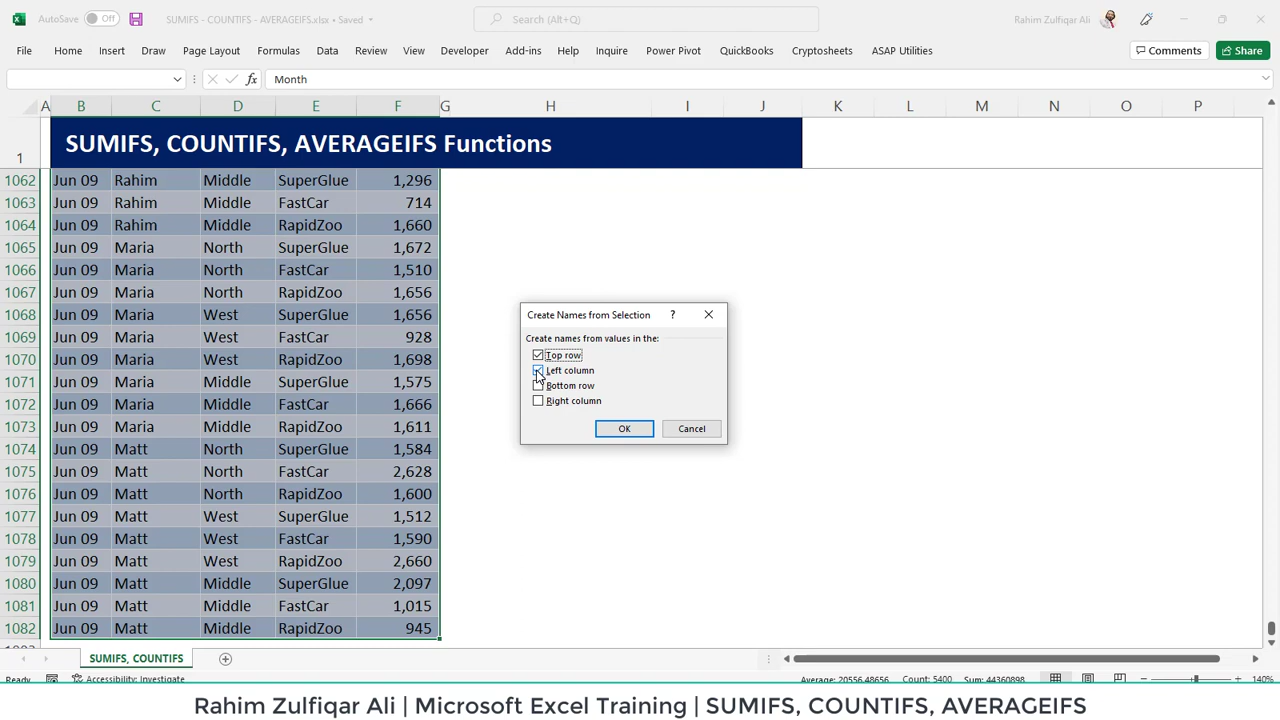 AutoSave Off SUMIFS - COUNTIFS - AVERAGEIFS.xlsx • Saved Search (Alt+Q) Rahim Zulfiqar Ali
File Home Insert Draw Page Layout Formulas Data Review View Developer Add-ins Help Inquire Power Pivot QuickBooks Cryptosheets ASAP Utilities Comments Share
fx Month
A B C D E F G H I J K L M N O P
1 SUMIFS, COUNTIFS, AVERAGEIFS Functions
1062 Jun 09 Rahim Middle SuperGlue 1,296
1063 Jun 09 Rahim Middle FastCar 714
1064 Jun 09 Rahim Middle RapidZoo 1,660
1065 Jun 09 Maria North SuperGlue 1,672
1066 Jun 09 Maria North FastCar 1,510
1067 Jun 09 Maria North RapidZoo 1,656
1068 Jun 09 Maria West SuperGlue 1,656
1069 Jun 09 Maria West FastCar 928
1070 Jun 09 Maria West RapidZoo 1,698
1071 Jun 09 Maria Middle SuperGlue 1,575
1072 Jun 09 Maria Middle FastCar 1,666
1073 Jun 09 Maria Middle RapidZoo 1,611
1074 Jun 09 Matt North SuperGlue 1,584
1075 Jun 09 Matt North FastCar 2,628
1076 Jun 09 Matt North RapidZoo 1,600
1077 Jun 09 Matt West SuperGlue 1,512
1078 Jun 09 Matt West FastCar 1,590
1079 Jun 09 Matt West RapidZoo 2,660
1080 Jun 09 Matt Middle SuperGlue 2,097
1081 Jun 09 Matt Middle FastCar 1,015
1082 Jun 09 Matt Middle RapidZoo 945
Create Names from Selection ?
Create names from values in the:
Top row
Left column
Bottom row
Right column
OK Cancel
SUMIFS, COUNTIFS
Ready Accessibility: Investigate Average: 20556.48656 Count: 5400 Sum: 44360898 140%
Rahim Zulfiqar Ali | Microsoft Excel Training | SUMIFS, COUNTIFS, AVERAGEIFS